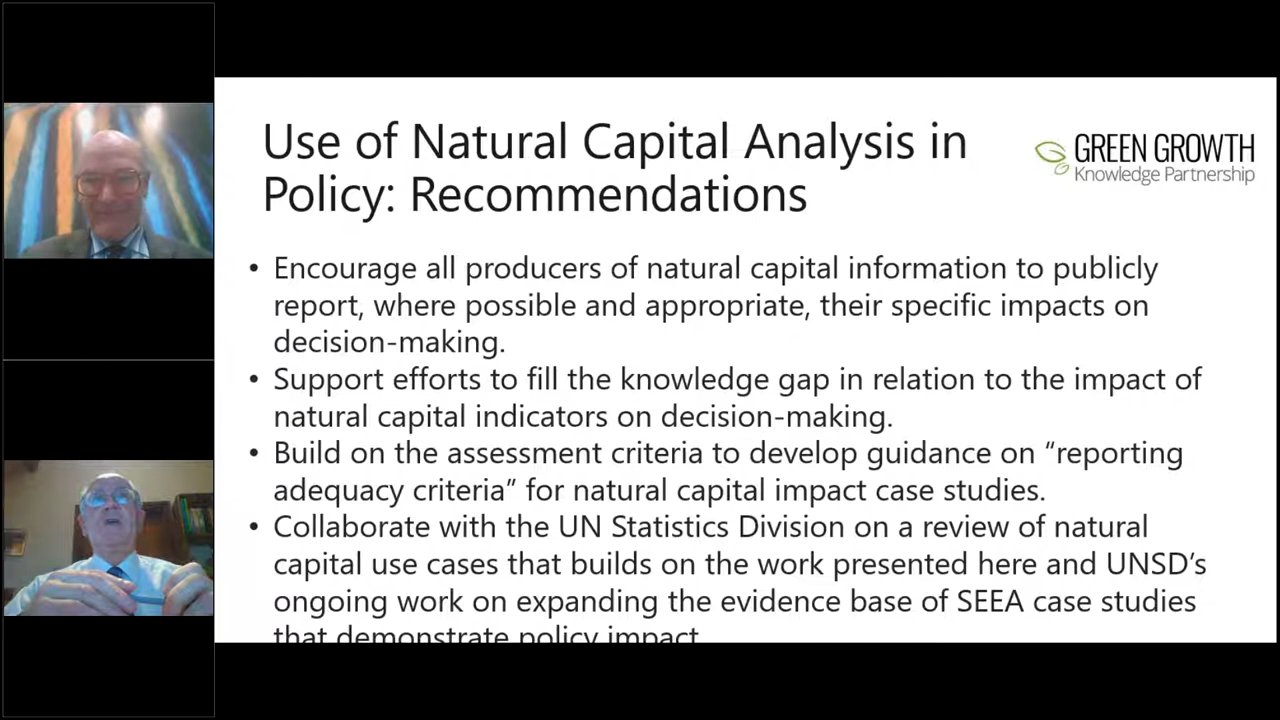 Use of Natural Capital Analysis in
Policy: Recommendations
GREEN GROWTH
Knowledge Partnership
• Encourage all producers of natural capital information to publicly
report, where possible and appropriate, their specific impacts on
decision-making.
• Support efforts to fill the knowledge gap in relation to the impact of
natural capital indicators on decision-making.
• Build on the assessment criteria to develop guidance on “reporting
adequacy criteria” for natural capital impact case studies.
• Collaborate with the UN Statistics Division on a review of natural
capital use cases that builds on the work presented here and UNSD’s
ongoing work on expanding the evidence base of SEEA case studies
that demonstrate policy impact